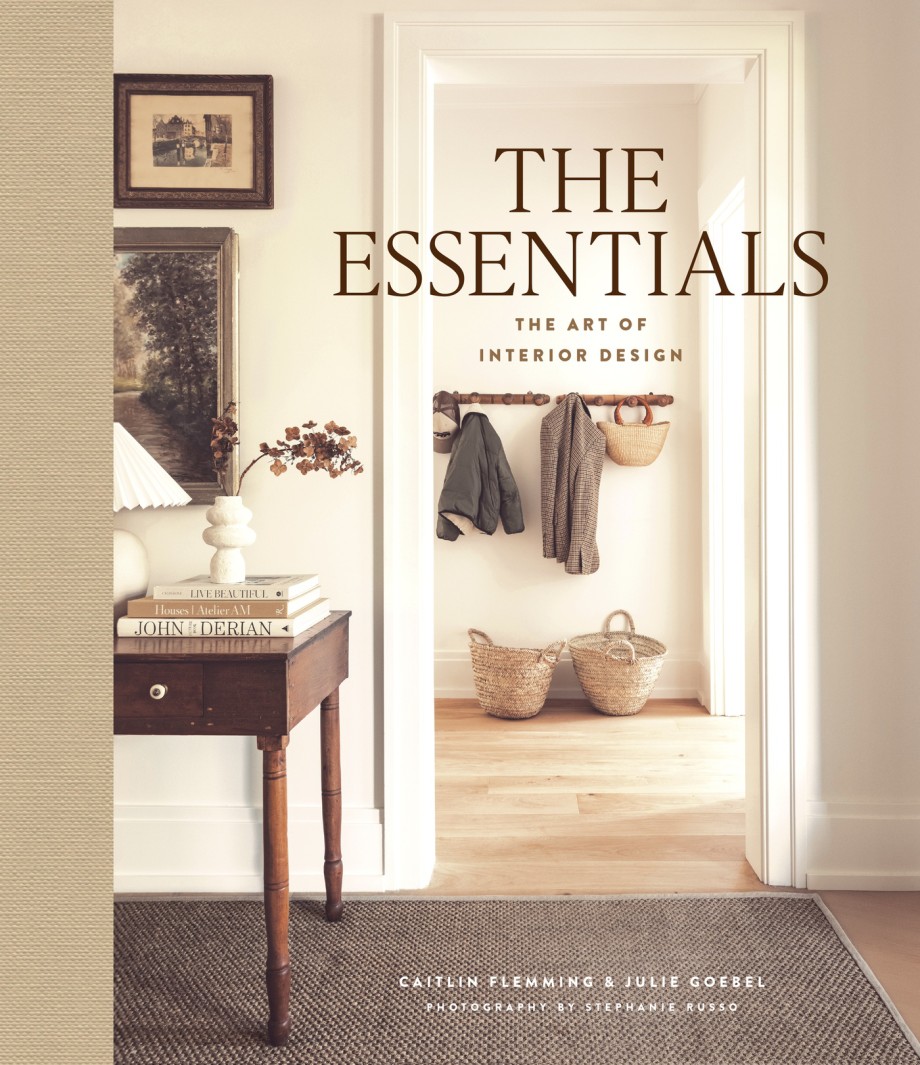 THE
ESSENTIALS
THE ART OF
INTERIOR DESIGN
LIVE BEAUTIFUL
Houses | Atelier AM
JOHN DERIAN
CAITLIN FLEMMING & JULIE GOEBEL
PHOTOGRAPHY BY STEPHANIE RUSSO